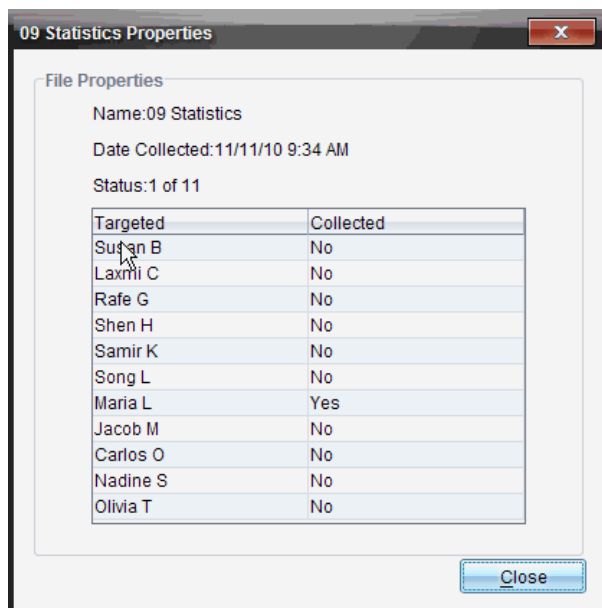 09 Statistics Properties
x
File Properties
Name:09 Statistics
Date Collected:11/11/10 9:34 AM
Status:1 of 11
Targeted Collected
Susan B No
Laxmi C No
Rafe G No
Shen H No
Samir K No
Song L No
Maria L Yes
Jacob M No
Carlos O No
Nadine S No
Olivia T No
Close